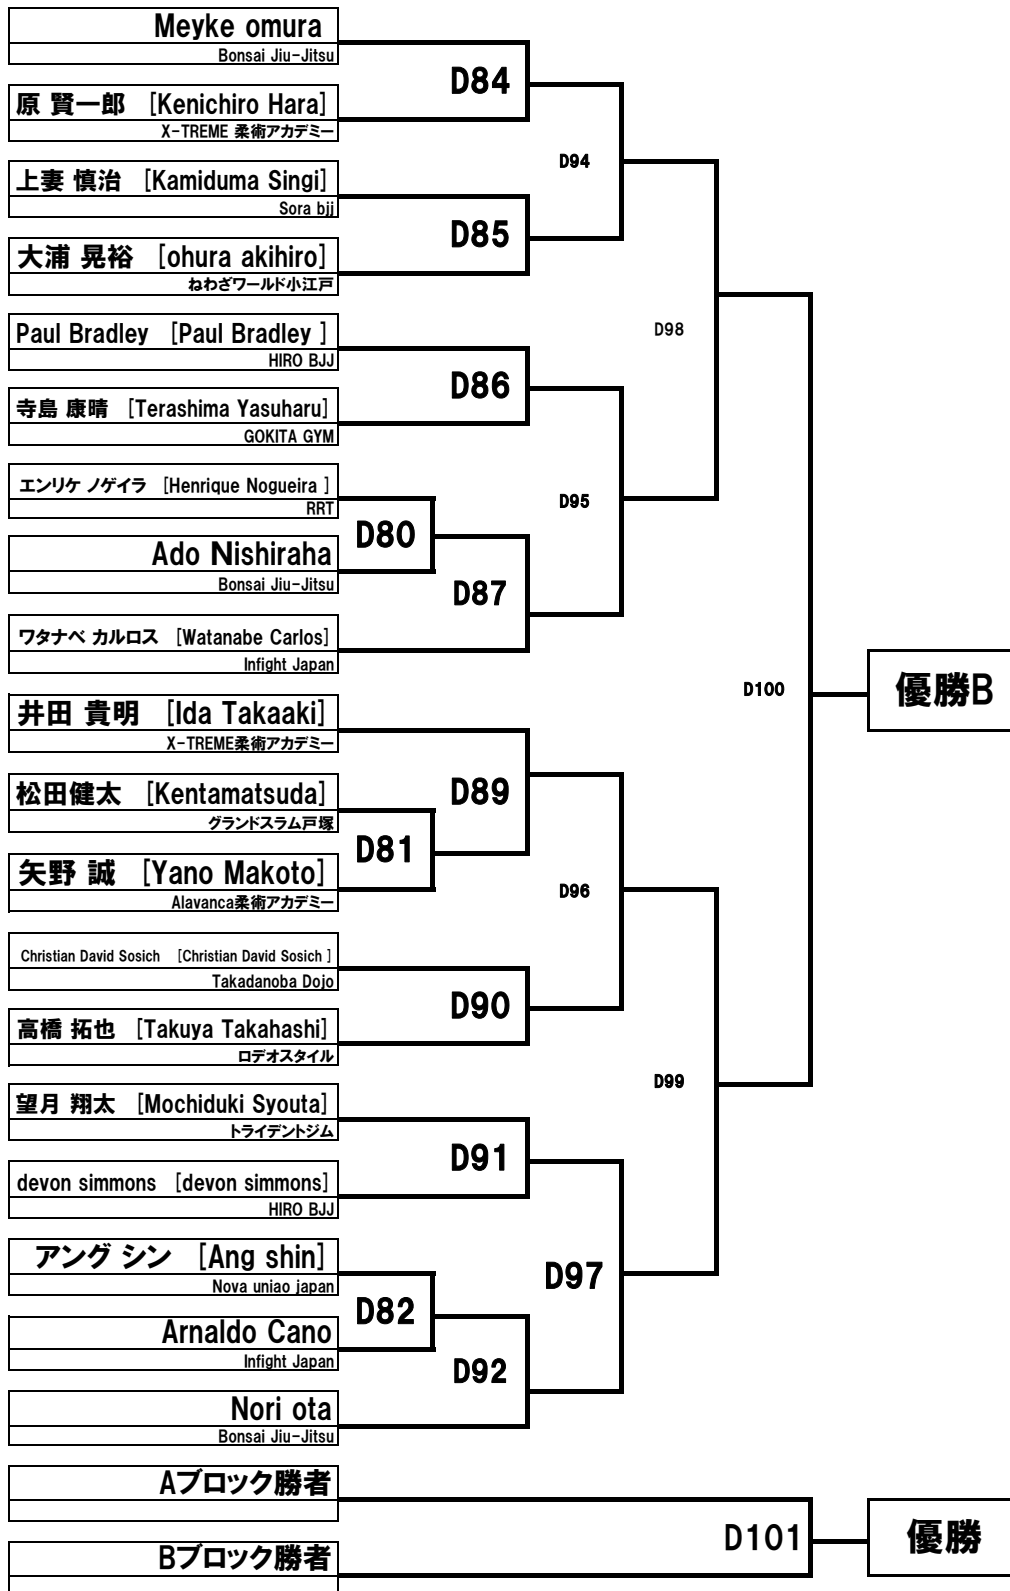 Meyke omura
Bonsai Jiu-Jitsu
D84
原 賢一郎 [Kenichiro Hara]
X-TREME 柔術アカデミー
D94
上妻 慎治 [Kamiduma Singi]
Sora bjj
D85
大浦 晃裕 [ohura akihiro]
ねわざワールド小江戸
Paul Bradley [Paul Bradley ]
D98
HIRO BJJ
D86
寺島 康晴 [Terashima Yasuharu]
GOKITA GYM
エンリケ ノゲイラ [Henrique Nogueira ]
RRT
D95
D80
Ado Nishiraha
Bonsai Jiu-Jitsu
D87
ワタナベ カルロス [Watanabe Carlos]
Infight Japan
D100
優勝B
井田 貴明 [Ida Takaaki]
X-TREME柔術アカデミー
D89
松田健太 [Kentamatsuda]
グランドスラム戸塚
D81
矢野 誠 [Yano Makoto]
Alavanca柔術アカデミー
D96
Christian David Sosich [Christian David Sosich ]
Takadanoba Dojo
D90
高橋 拓也 [Takuya Takahashi]
ロデオスタイル
D99
望月 翔太 [Mochiduki Syouta]
トライデントジム
D91
devon simmons [devon simmons]
HIRO BJJ
アング シン [Ang shin]
Nova uniao japan
D97
D82
Arnaldo Cano
Infight Japan
D92
Nori ota
Bonsai Jiu-Jitsu
Aブロック勝者
D101
優勝
Bブロック勝者